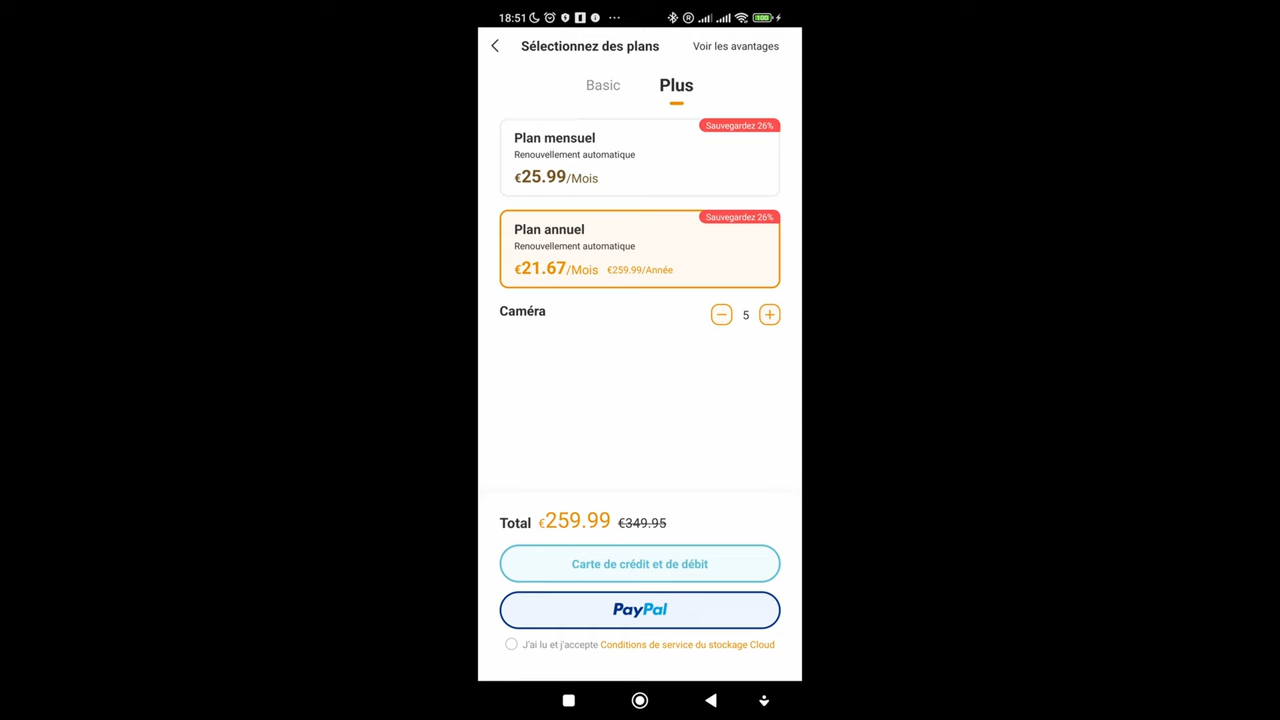 18:51 ...
100
Sélectionnez des plans Voir les avantages
Basic Plus
Sauvegardez 26%
Plan mensuel
Renouvellement automatique
€25.99/Mois
Sauvegardez 26%
Plan annuel
Renouvellement automatique
€21.67/Mois €259.99/Année
Caméra 5
Total €259.99 €349.95
Carte de crédit et de débit
PayPal
J'ai lu et j'accepte Conditions de service du stockage Cloud